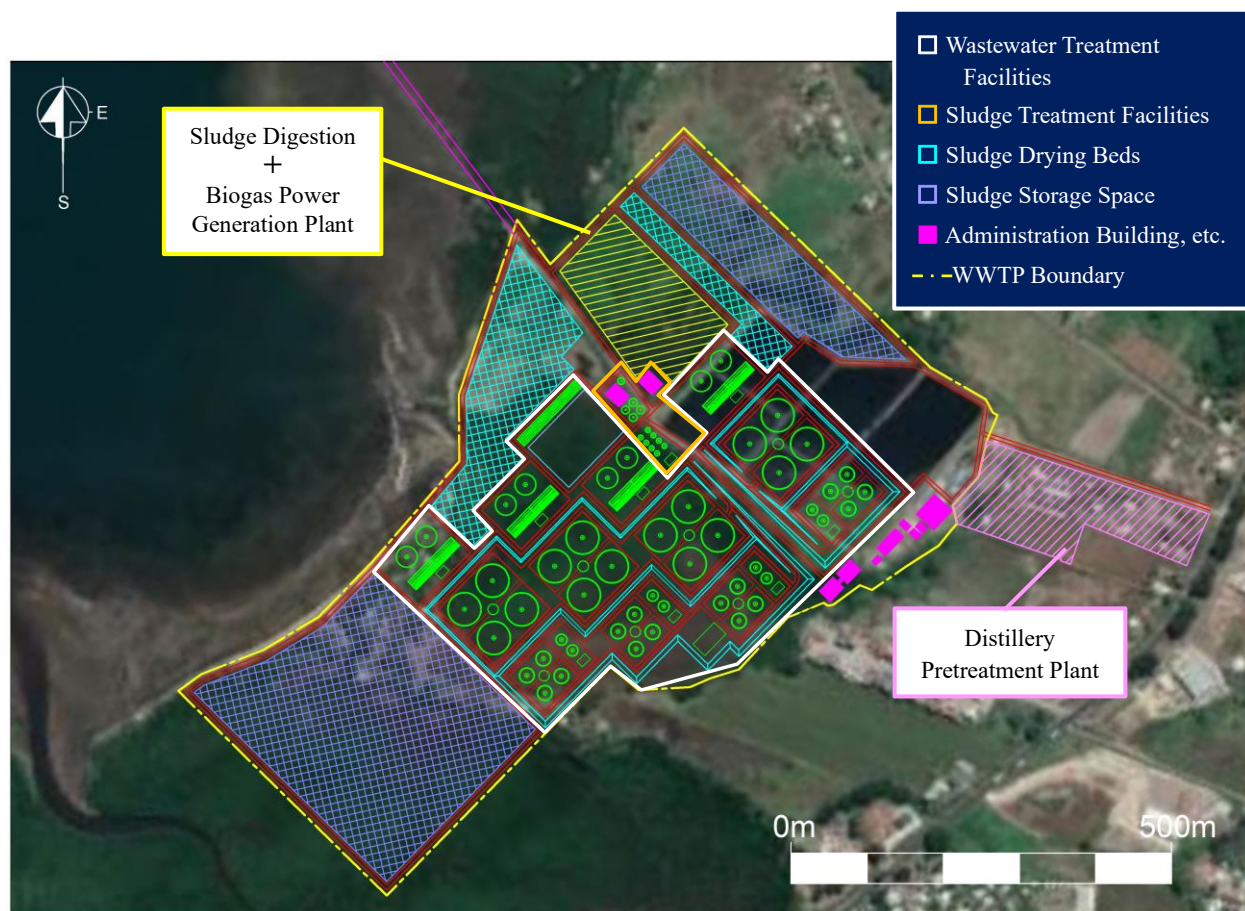 E
S
Sludge Digestion
+
Biogas Power
Generation Plant
Wastewater Treatment
Facilities
Sludge Treatment Facilities
Sludge Drying Beds
Sludge Storage Space
Administration Building, etc.
WWTP Boundary
Distillery
Pretreatment Plant
0m
500m